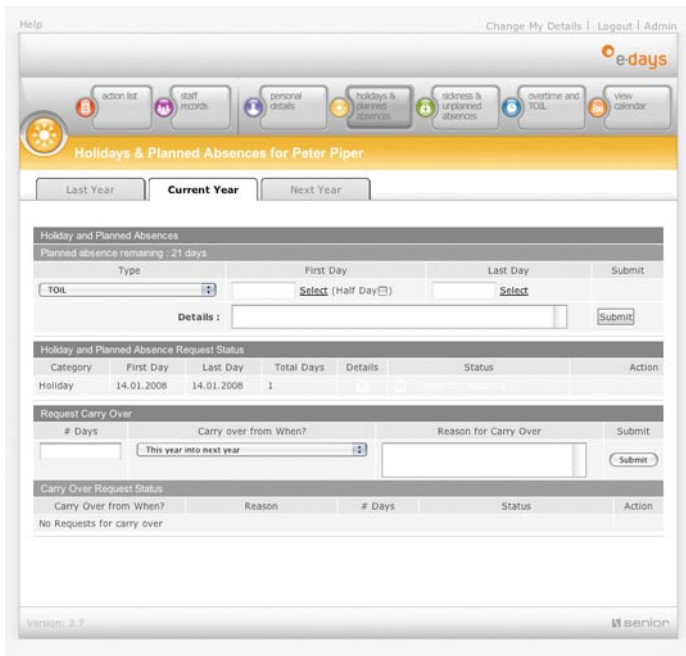 Help
Change My Details | Logout | Admin
e-days
action list
staff records
personal details
holidays & planned absences
sickness & unplanned absences
overtime and TOIL
view calendar
Holidays & Planned Absences for Peter Piper
Last Year
Current Year
Next Year
Holiday and Planned Absences
Planned absence remaining : 21 days
Type First Day Last Day Submit
TOIL Select (Half Day ) Select
Details : Submit
Holiday and Planned Absence Request Status
Category First Day Last Day Total Days Details Status Action
Holiday 14.01.2008 14.01.2008 1
Request Carry Over
# Days Carry over from When? Reason for Carry Over Submit
This year into next year Submit
Carry Over Request Status
Carry Over from When? Reason # Days Status Action
No Requests for carry over
Version: 2.7
senior